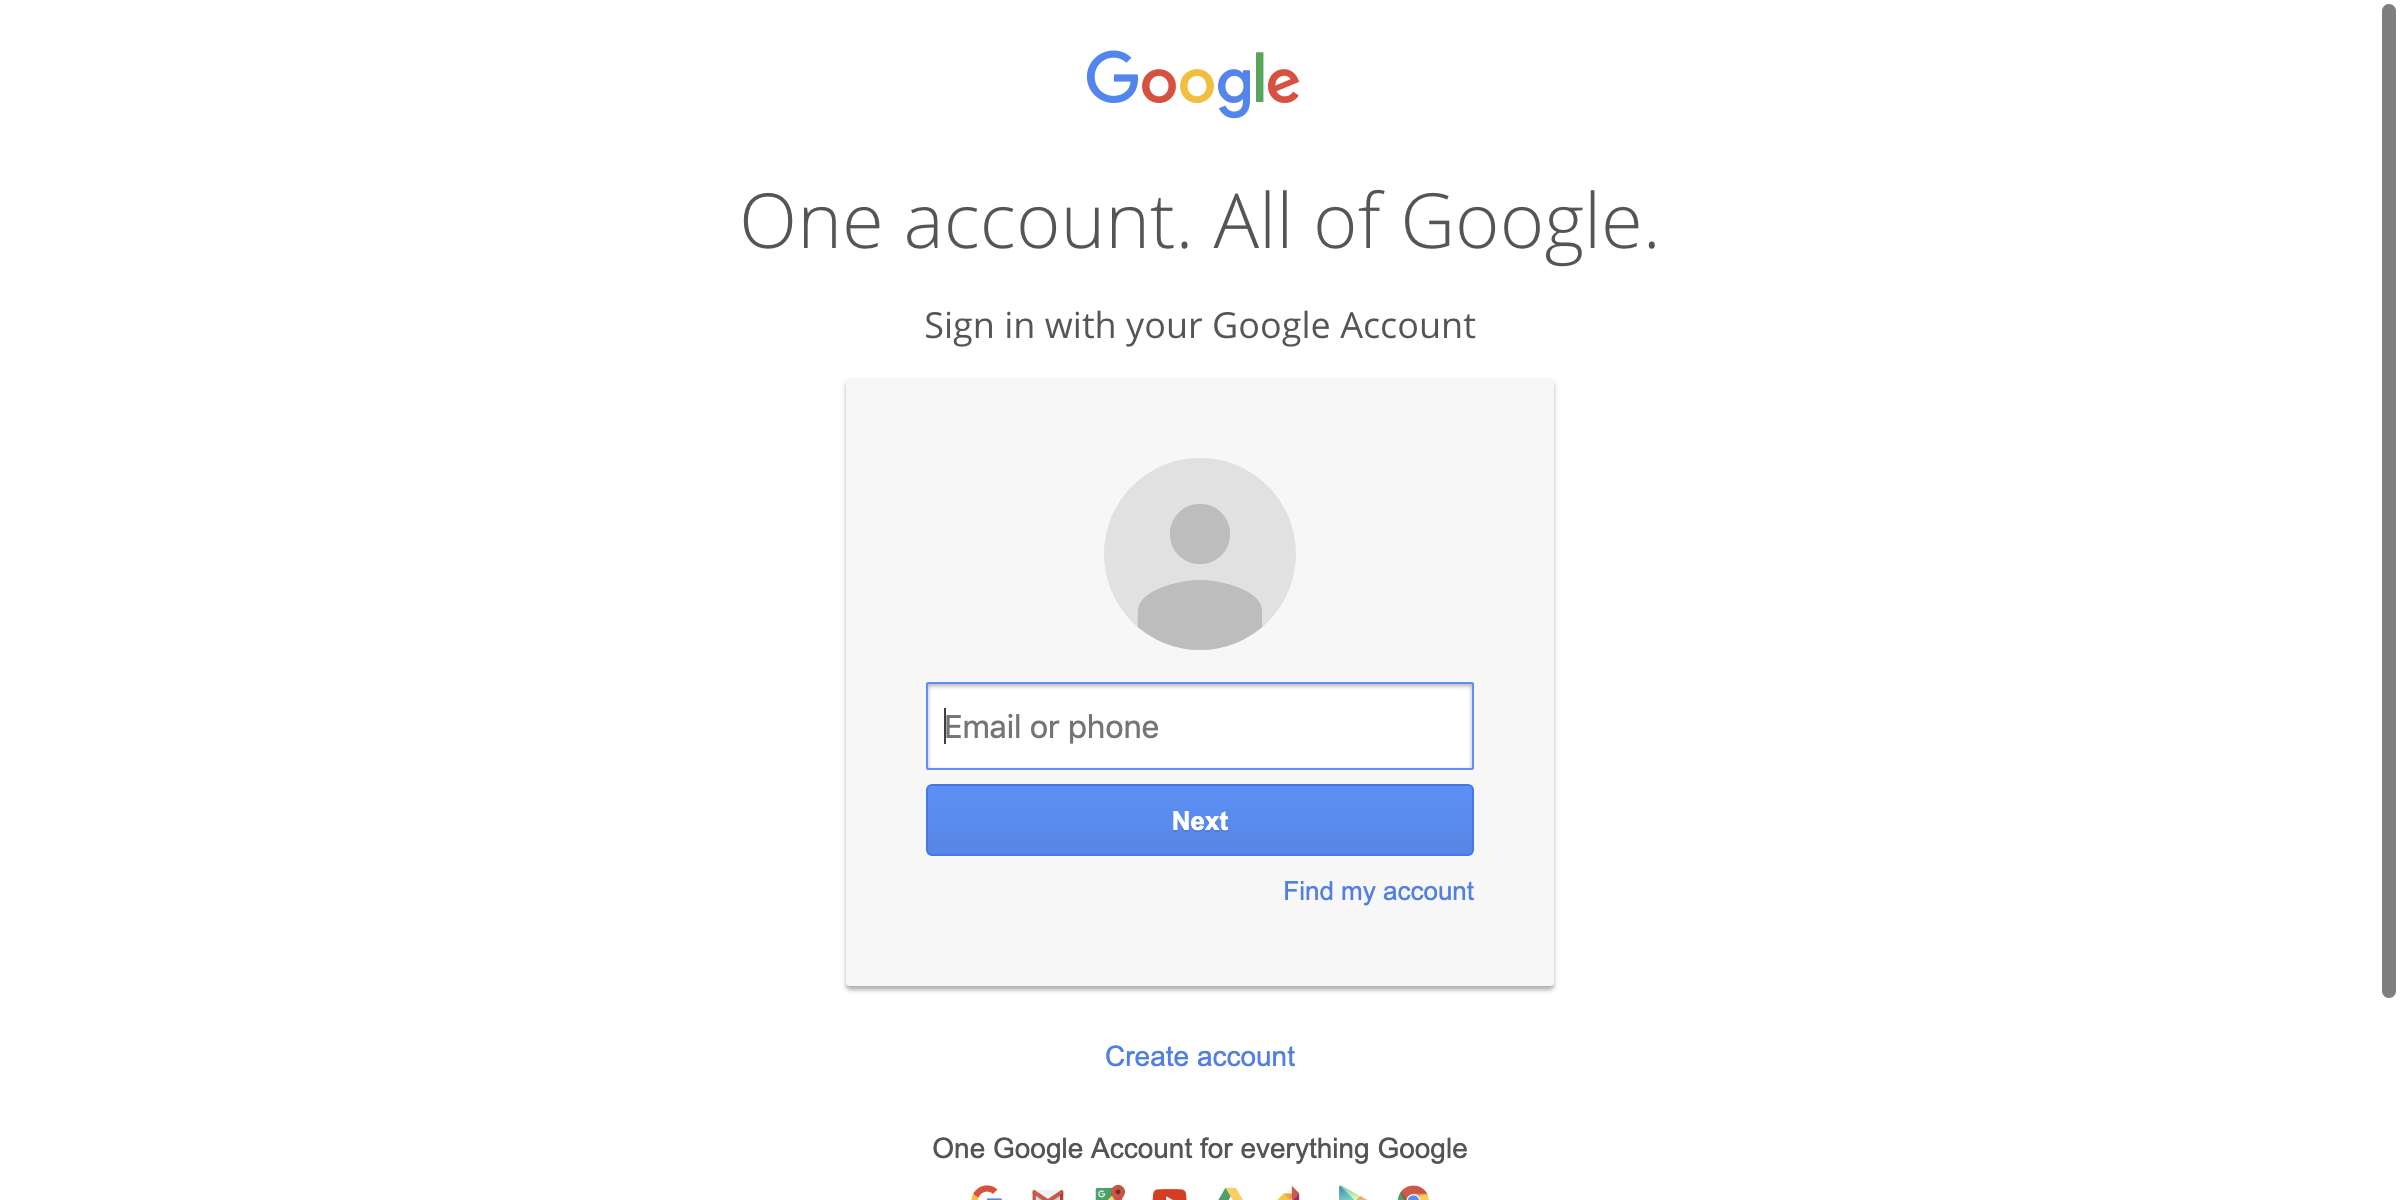 Google
One account. All of Google.
Sign in with your Google Account
Email or phone
Next
Find my account
Create account
One Google Account for everything Google